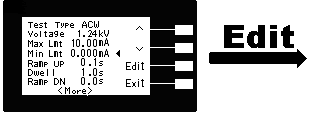 Test Type ACW
Voltage 1.24kV
Max Lmt 10.00mA
Min Lmt 0.000mA
Ramp UP 0.1s
Dwell 1.0s
Ramp DN 0.0s
<More>
Edit
Exit
Edit